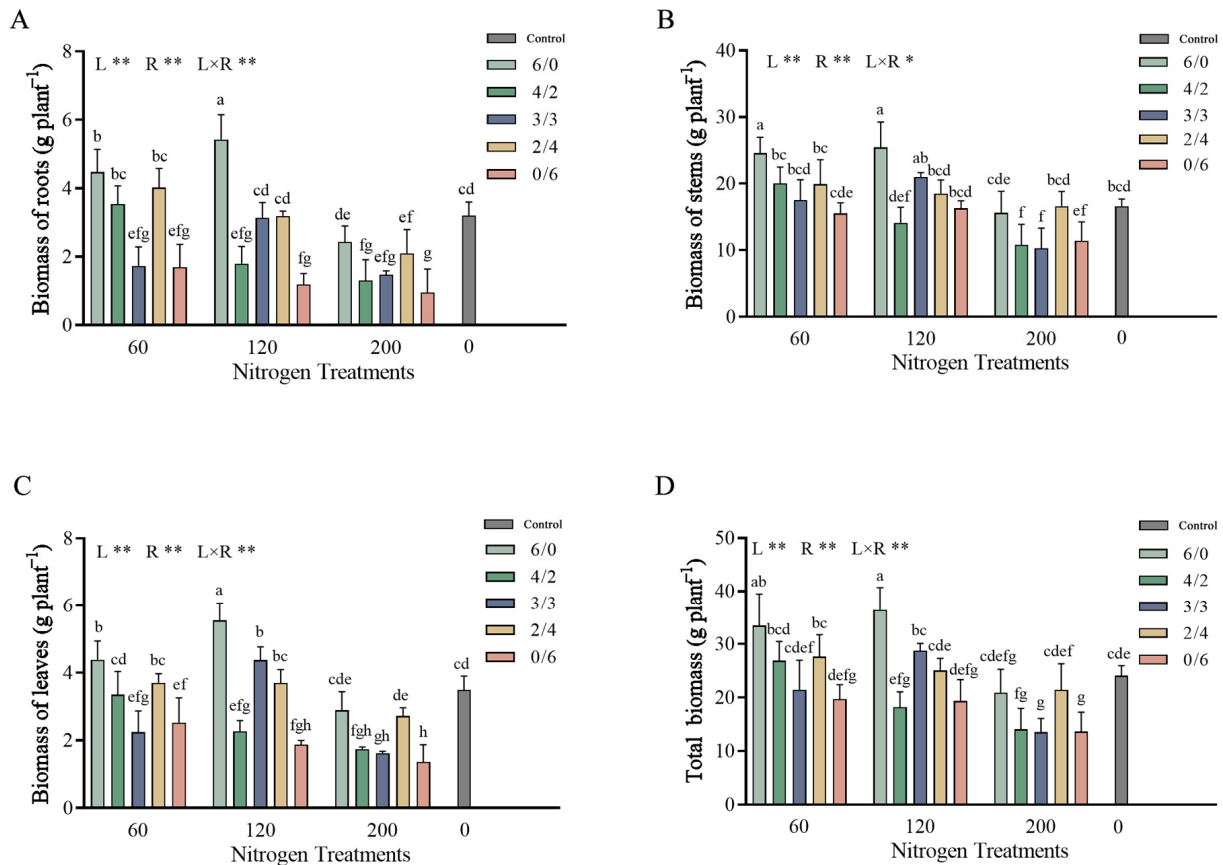 A
Biomass of roots (g plant⁻¹)
L ** R ** L×R **
Control
6/0
4/2
3/3
2/4
0/6
8
6
4
2
0
b bc efg bc efg
a fg cd cd fg
de fg efg ef g
cd
60 120 200 0
Nitrogen Treatments
B
Biomass of stems (g plant⁻¹)
L ** R ** L×R *
Control
6/0
4/2
3/3
2/4
0/6
40
30
20
10
0
a bc bcd bc cde
a def ab bcd bcd
cde f f bcd ef
bcd
60 120 200 0
Nitrogen Treatments
C
Biomass of leaves (g plant⁻¹)
L ** R ** L×R **
Control
6/0
4/2
3/3
2/4
0/6
8
6
4
2
0
b cd efg bc ef
a efg b bc fgh
cde fgh gh de h
cd
60 120 200 0
Nitrogen Treatments
D
Total biomass (g plant⁻¹)
L ** R ** L×R **
Control
6/0
4/2
3/3
2/4
0/6
50
40
30
20
10
0
ab bcd cdef bc defg
a efg bc cde defg
cdefg fg g cdef g
cde
60 120 200 0
Nitrogen Treatments